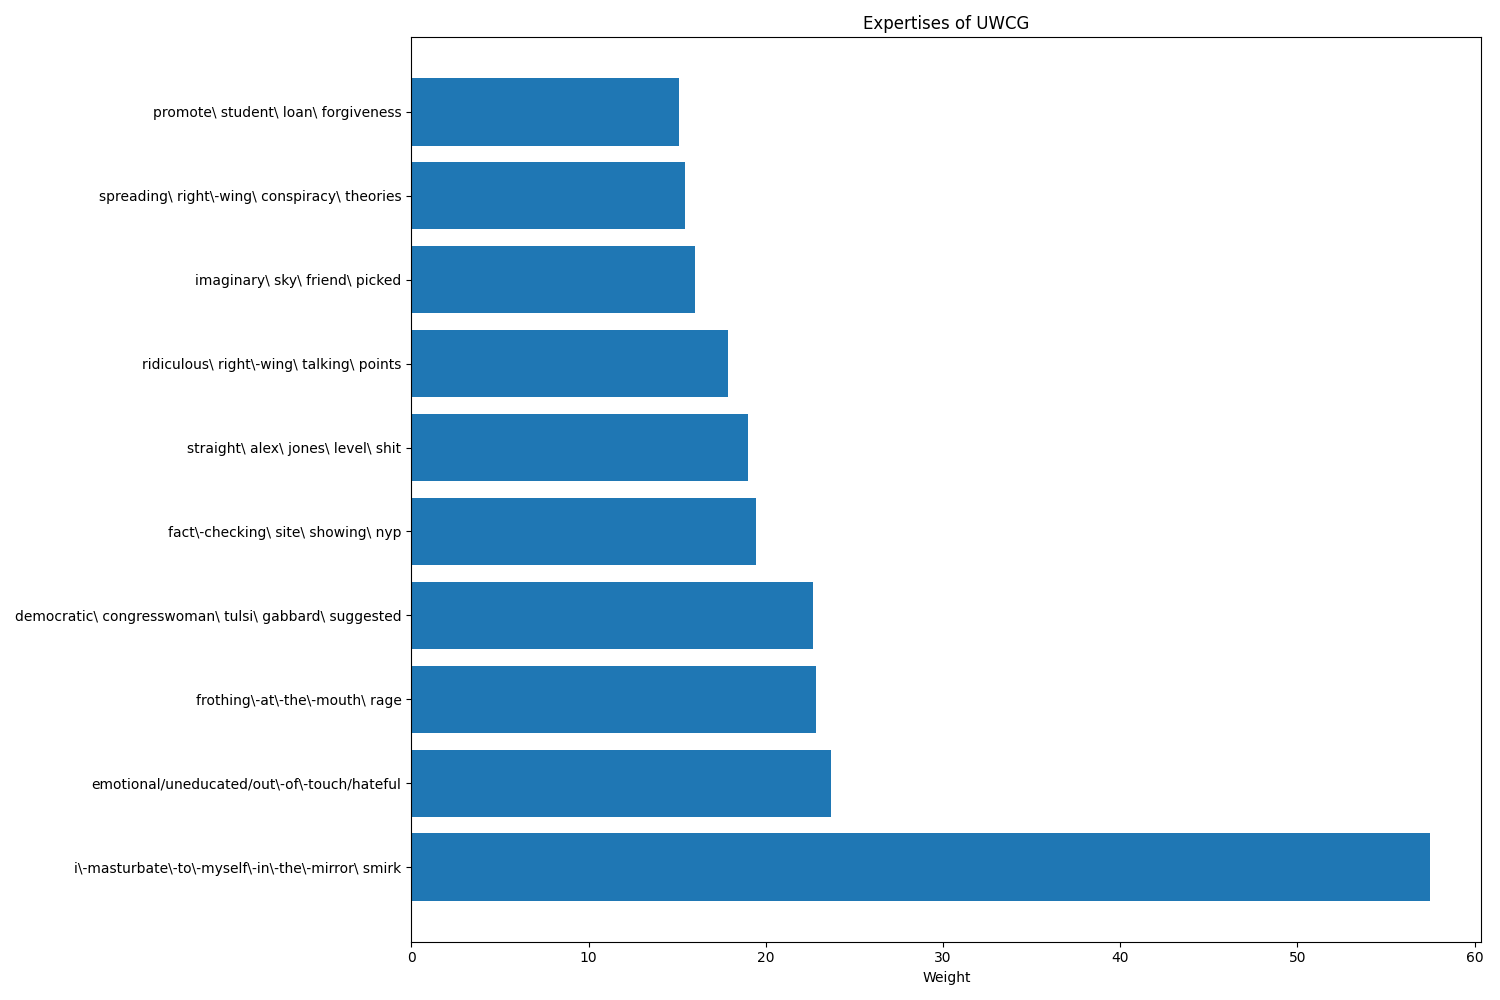 Expertises of UWCG
promote\ student\ loan\ forgiveness
spreading\ right\-wing\ conspiracy\ theories
imaginary\ sky\ friend\ picked
ridiculous\ right\-wing\ talking\ points
straight\ alex\ jones\ level\ shit
fact\-checking\ site\ showing\ nyp
democratic\ congresswoman\ tulsi\ gabbard\ suggested
frothing\-at\-the\-mouth\ rage
emotional/uneducated/out\-of\-touch/hateful
i\-masturbate\-to\-myself\-in\-the\-mirror\ smirk
0 10 20 30 40 50 60
Weight